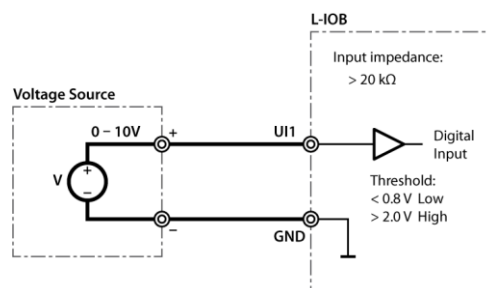 L-IOB
Input impedance:
> 20 kΩ
Voltage Source
0 – 10V
+
UI1
V
+
–
Digital
Input
Threshold:
< 0.8 V Low
> 2.0 V High
–
GND